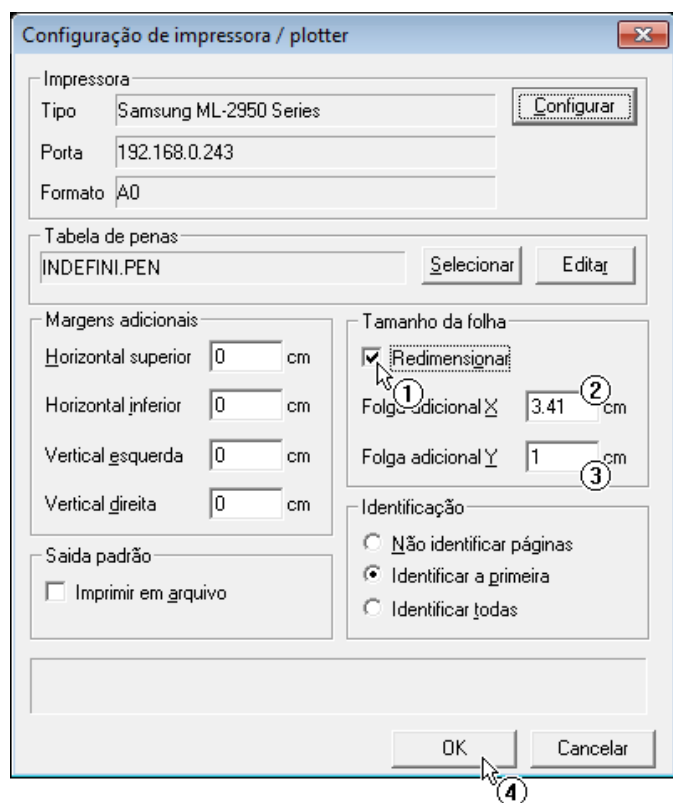 Configuração de impressora / plotter
Impressora
Tipo Samsung ML-2950 Series Configurar
Porta 192.168.0.243
Formato A0
Tabela de penas
INDEFINI.PEN Selecionar Editar
Margens adicionais
Horizontal superior 0 cm
Horizontal inferior 0 cm
Vertical esquerda 0 cm
Vertical direita 0 cm
Saida padrão
Imprimir em arquivo
Tamanho da folha
Redimensionar
1
Folga adicional X 3.41 cm
2
Folga adicional Y 1 cm
3
Identificação
Não identificar páginas
Identificar a primeira
Identificar todas
OK Cancelar
4